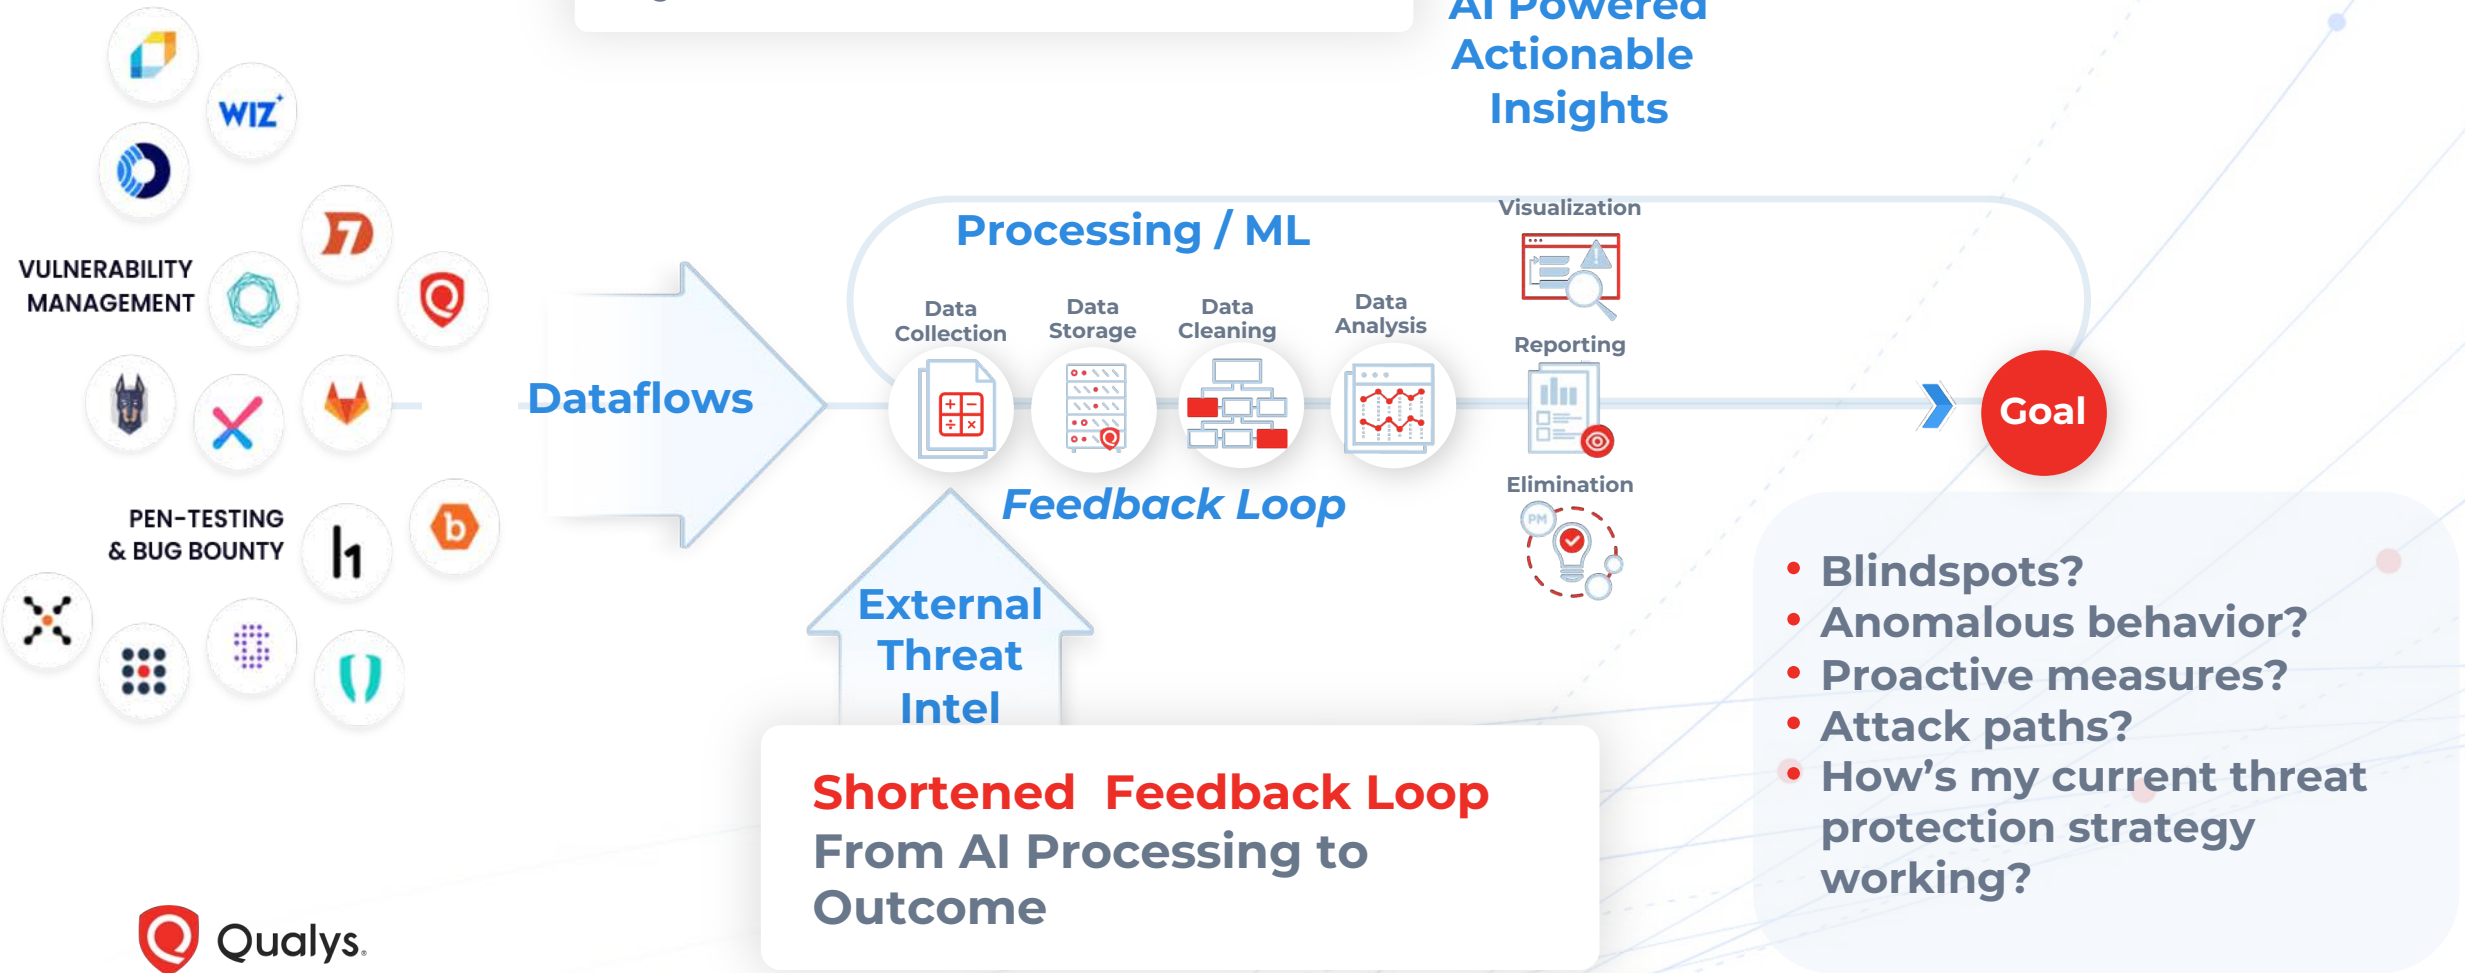 AI Powered
Actionable
Insights
WIZ
VULNERABILITY
MANAGEMENT
PEN-TESTING
& BUG BOUNTY
h1
b
Dataflows
Processing / ML
Data
Collection
Data
Storage
Data
Cleaning
Data
Analysis
Feedback Loop
External
Threat
Intel
Visualization
Reporting
Elimination
PM
Goal
• Blindspots?
• Anomalous behavior?
• Proactive measures?
• Attack paths?
• How's my current threat
protection strategy
working?
Shortened Feedback Loop
From AI Processing to
Outcome
Qualys.